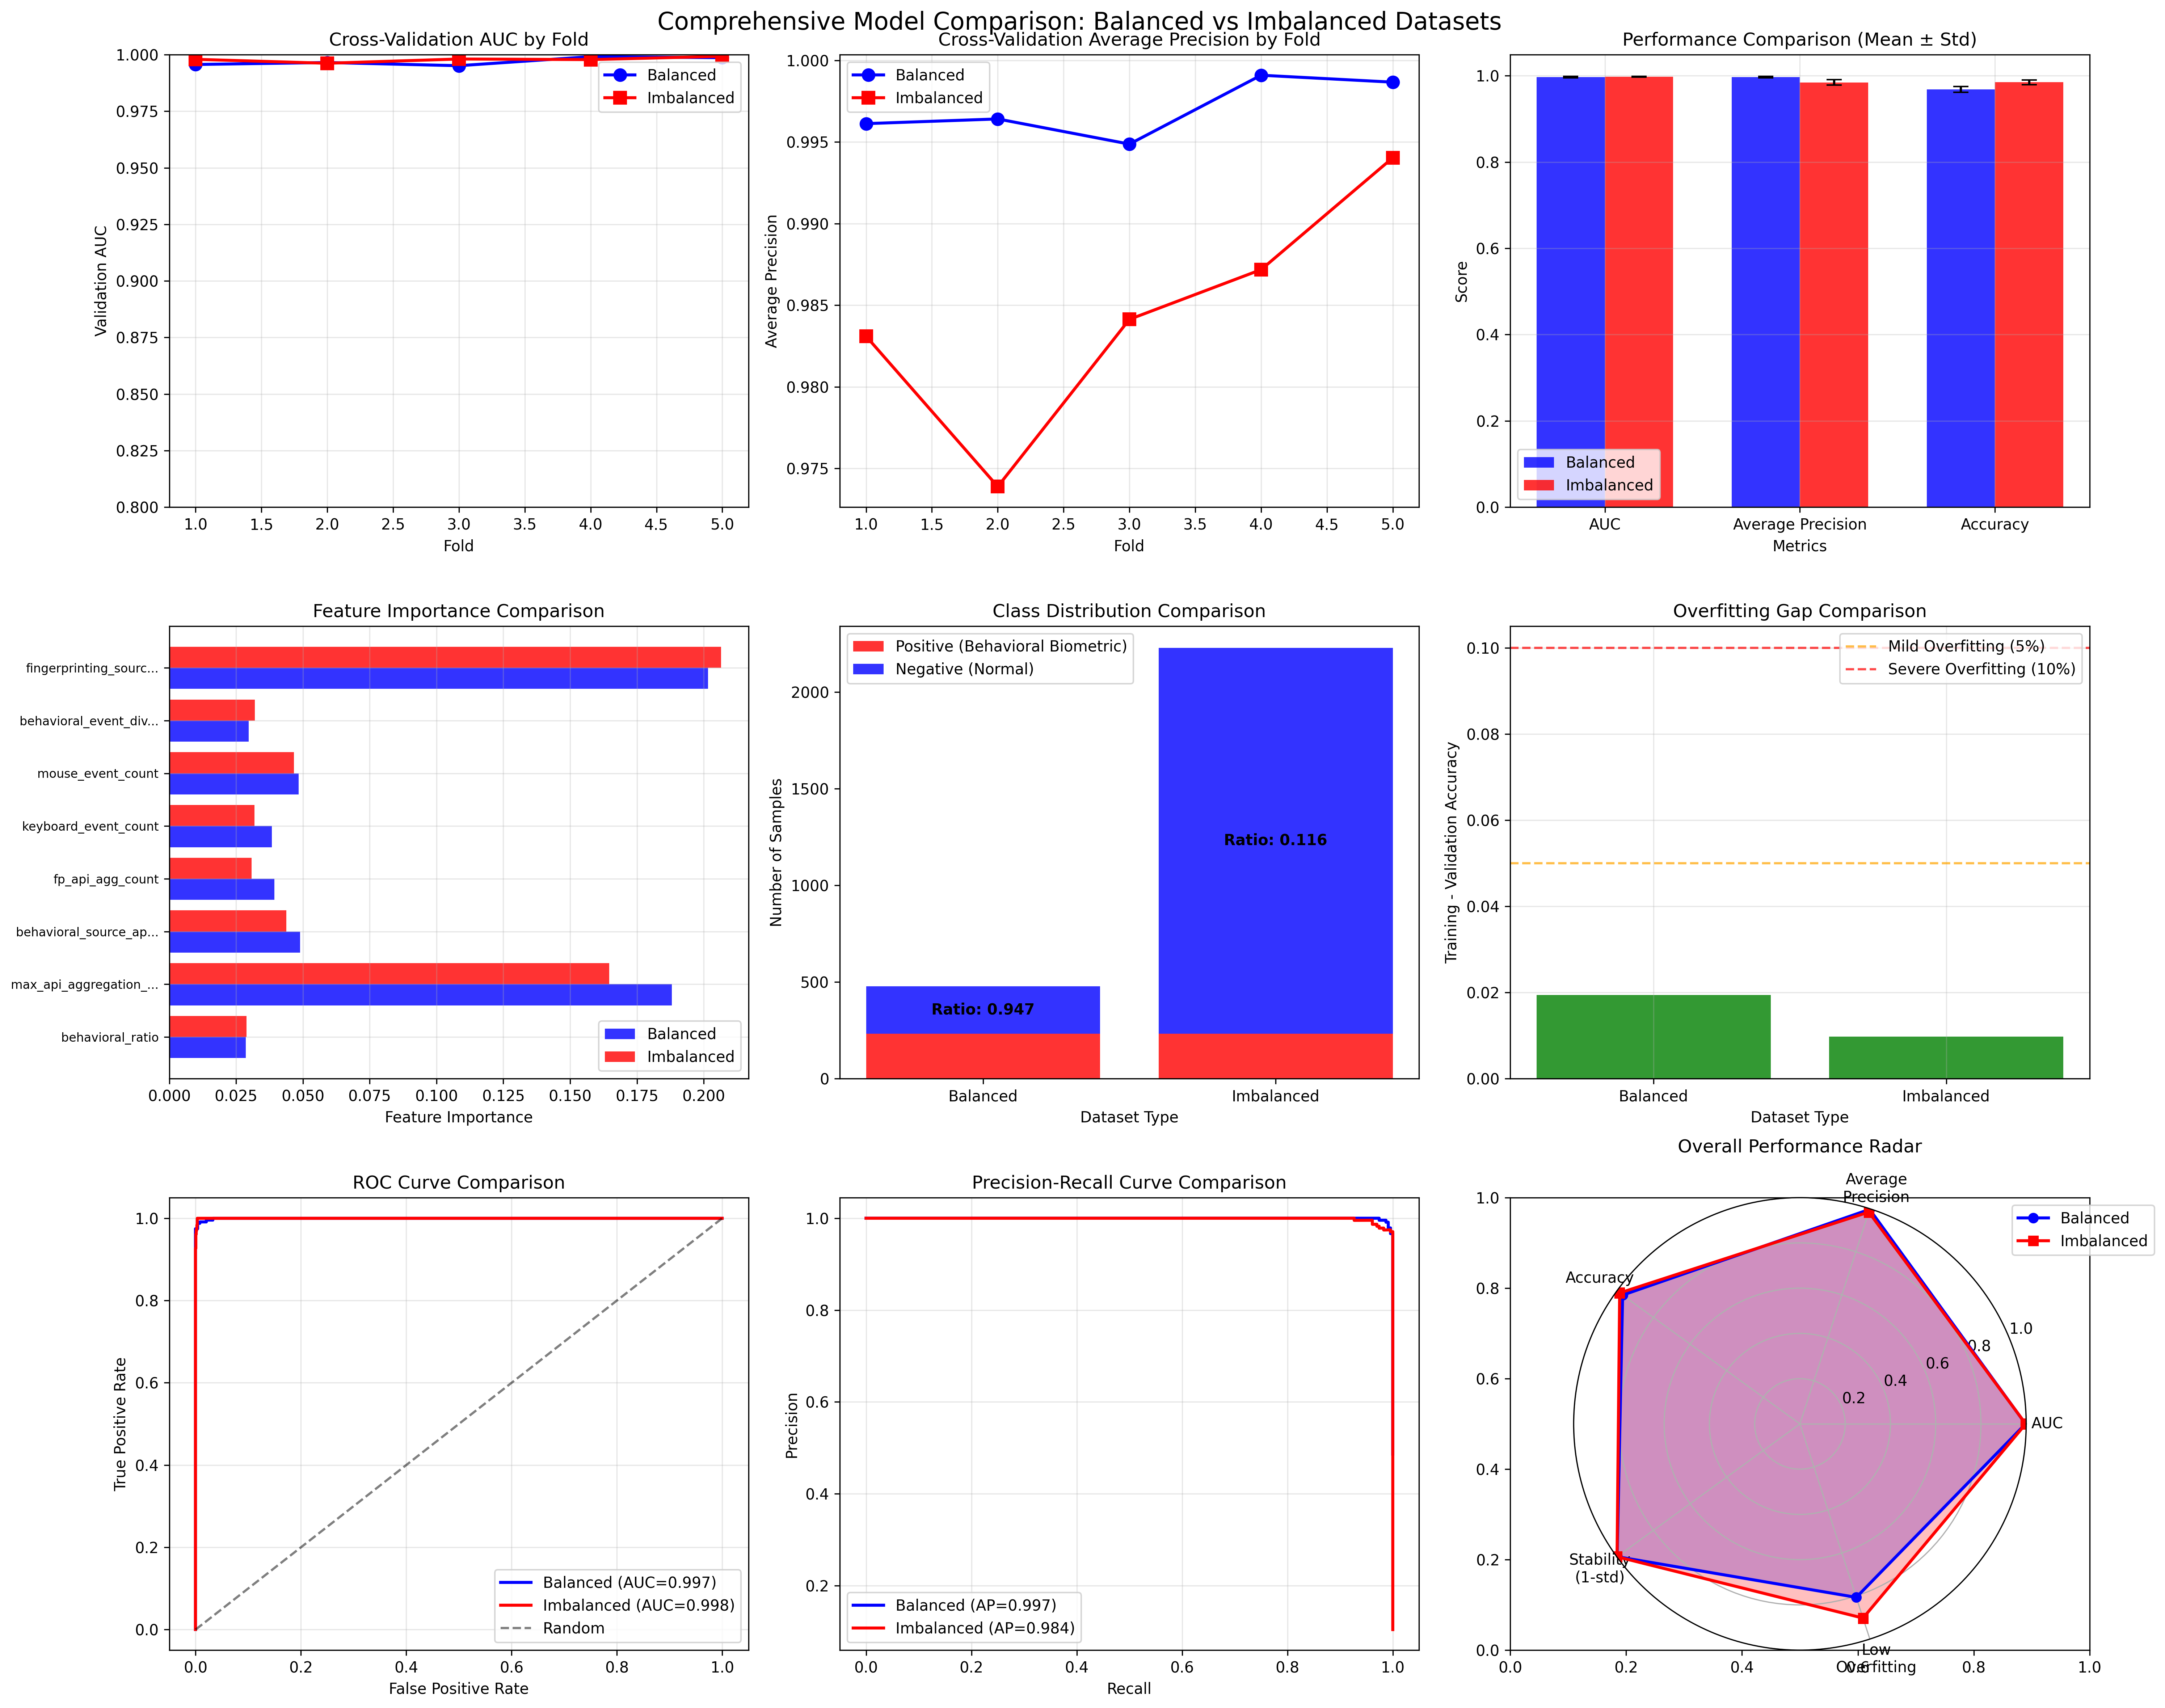 Comprehensive Model Comparison: Balanced vs Imbalanced Datasets
Cross-Validation AUC by Fold
1.000
0.975
0.950
0.925
0.900
0.875
0.850
0.825
0.800
Validation AUC
Balanced
Imbalanced
1.0 1.5 2.0 2.5 3.0 3.5 4.0 4.5 5.0
Fold
Cross-Validation Average Precision by Fold
1.000
0.995
0.990
0.985
0.980
0.975
Average Precision
Balanced
Imbalanced
1.0 1.5 2.0 2.5 3.0 3.5 4.0 4.5 5.0
Fold
Performance Comparison (Mean ± Std)
1.0
0.8
0.6
0.4
0.2
0.0
Score
Balanced
Imbalanced
AUC Average Precision Accuracy
Metrics
Feature Importance Comparison
fingerprinting_sourc...
behavioral_event_div...
mouse_event_count
keyboard_event_count
fp_api_agg_count
behavioral_source_ap...
max_api_aggregation_...
behavioral_ratio
Balanced
Imbalanced
0.000 0.025 0.050 0.075 0.100 0.125 0.150 0.175 0.200
Feature Importance
Class Distribution Comparison
Positive (Behavioral Biometric)
Negative (Normal)
2000
1500
1000
500
0
Number of Samples
Ratio: 0.116
Ratio: 0.947
Balanced Imbalanced
Dataset Type
Overfitting Gap Comparison
Mild Overfitting (5%)
Severe Overfitting (10%)
0.10
0.08
0.06
0.04
0.02
0.00
Training - Validation Accuracy
Balanced Imbalanced
Dataset Type
ROC Curve Comparison
1.0
0.8
0.6
0.4
0.2
0.0
True Positive Rate
Balanced (AUC=0.997)
Imbalanced (AUC=0.998)
Random
0.0 0.2 0.4 0.6 0.8 1.0
False Positive Rate
Precision-Recall Curve Comparison
1.0
0.8
0.6
0.4
0.2
Precision
Balanced (AP=0.997)
Imbalanced (AP=0.984)
0.0 0.2 0.4 0.6 0.8 1.0
Recall
Overall Performance Radar
Average
Precision
Balanced
Imbalanced
Accuracy
AUC
Stability
(1-std)
Low
Overfitting
1.0
0.8
0.6
0.4
0.2
1.0
0.8
0.6
0.4
0.2
0.0
0.0 0.2 0.4 0.6 0.8 1.0